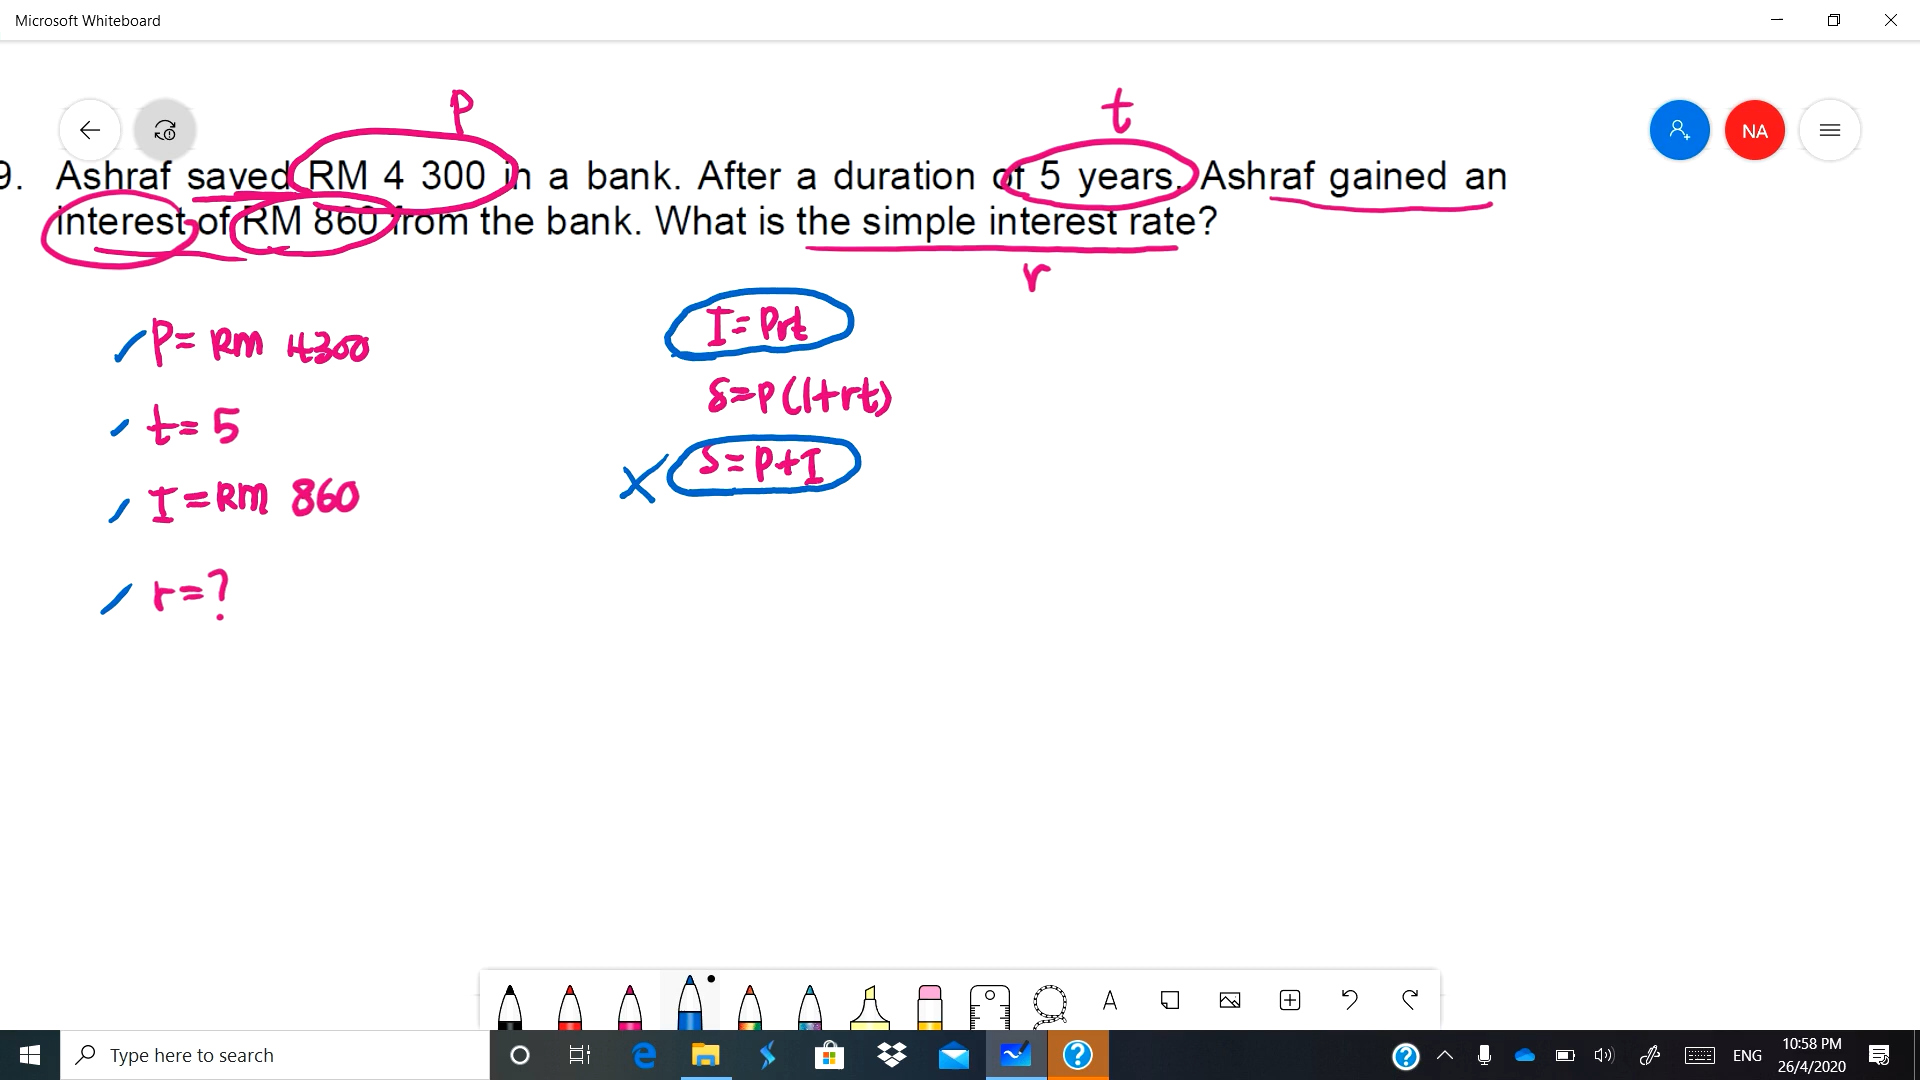 Microsoft Whiteboard
P
t
NA
9. Ashraf saved RM 4 300 in a bank. After a duration of 5 years. Ashraf gained an
interest of RM 860 from the bank. What is the simple interest rate?
r
P= Rm 4300
t= 5
I = RM 860
r=?
I= Prt
S=P(1+rt)
S= P+I
X
A
Type here to search
ENG
10:58 PM
26/4/2020